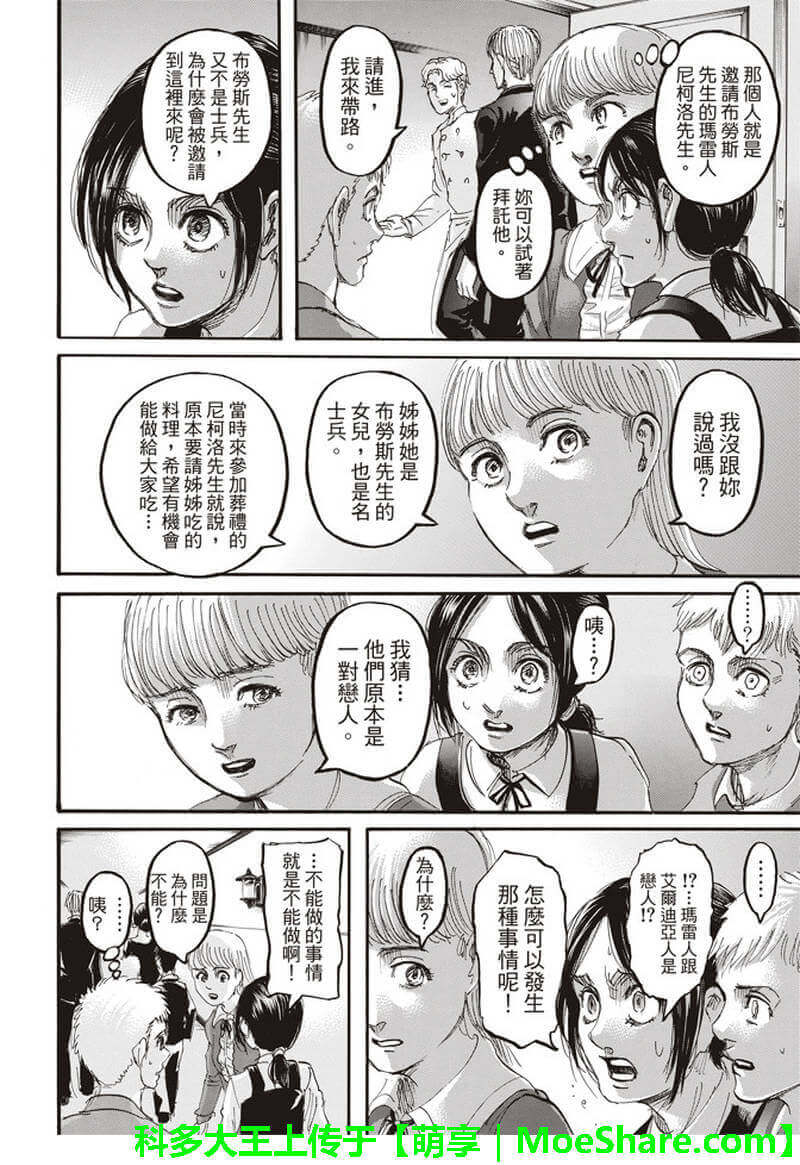 那個人就是
邀請布勞斯
先生的瑪雷人
尼柯洛先生。
妳可以試著
拜託他。
請進，
我來帶路。
布勞斯先生
又不是士兵，
為什麼會被邀請
到這裡來呢？
我沒跟妳
說過嗎？
姊姊她是
布勞斯先生的
女兒，也是名
士兵。
當時來參加葬禮的
尼柯洛先生就說，
原本要請姊姊吃的
料理，希望有機會
能做給大家吃…
……？
咦…？
我猜…
他們原本是
一對戀人。
……
!?…瑪雷人跟
艾爾迪亞人是
戀人!?
怎麼可以發生
那種事情呢！
為什麼？
…不能做的事情
就是不能做啊！
問題是
為什麼
不能？
……
咦？
科多大王上传于【萌享 | MoeShare.com】